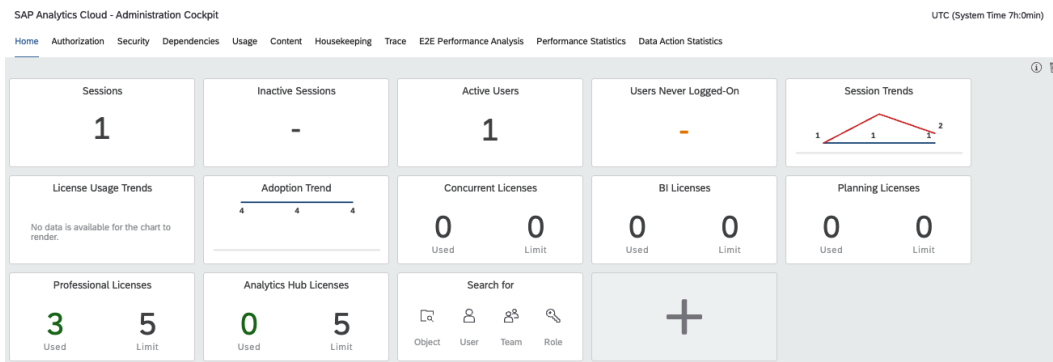 SAP Analytics Cloud - Administration Cockpit
UTC (System Time 7h:0min)
Home Authorization Security Dependencies Usage Content Housekeeping Trace E2E Performance Analysis Performance Statistics Data Action Statistics
Sessions
1
Inactive Sessions
-
Active Users
1
Users Never Logged-On
-
Session Trends
1 1 1 2
License Usage Trends
No data is available for the chart to
render.
Adoption Trend
4 4 4
Concurrent Licenses
0 0
Used Limit
BI Licenses
0 0
Used Limit
Planning Licenses
0 0
Used Limit
Professional Licenses
3 5
Used Limit
Analytics Hub Licenses
0 5
Used Limit
Search for
Object User Team Role